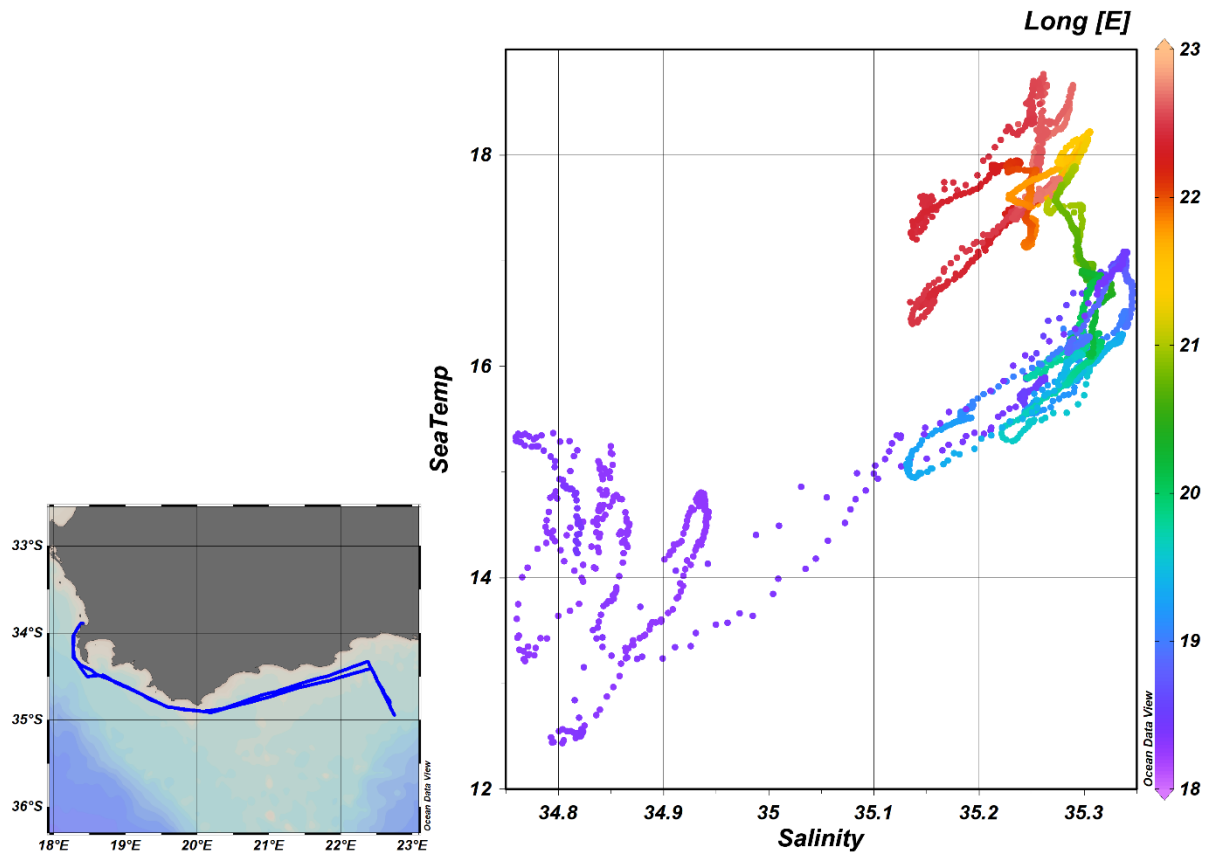 Long [E]
23
22
21
20
19
18
Ocean Data View
SeaTemp
18
16
14
12
34.8 34.9 35 35.1 35.2 35.3
Salinity
33°S
34°S
35°S
36°S
18°E 19°E 20°E 21°E 22°E 23°E
Ocean Data View